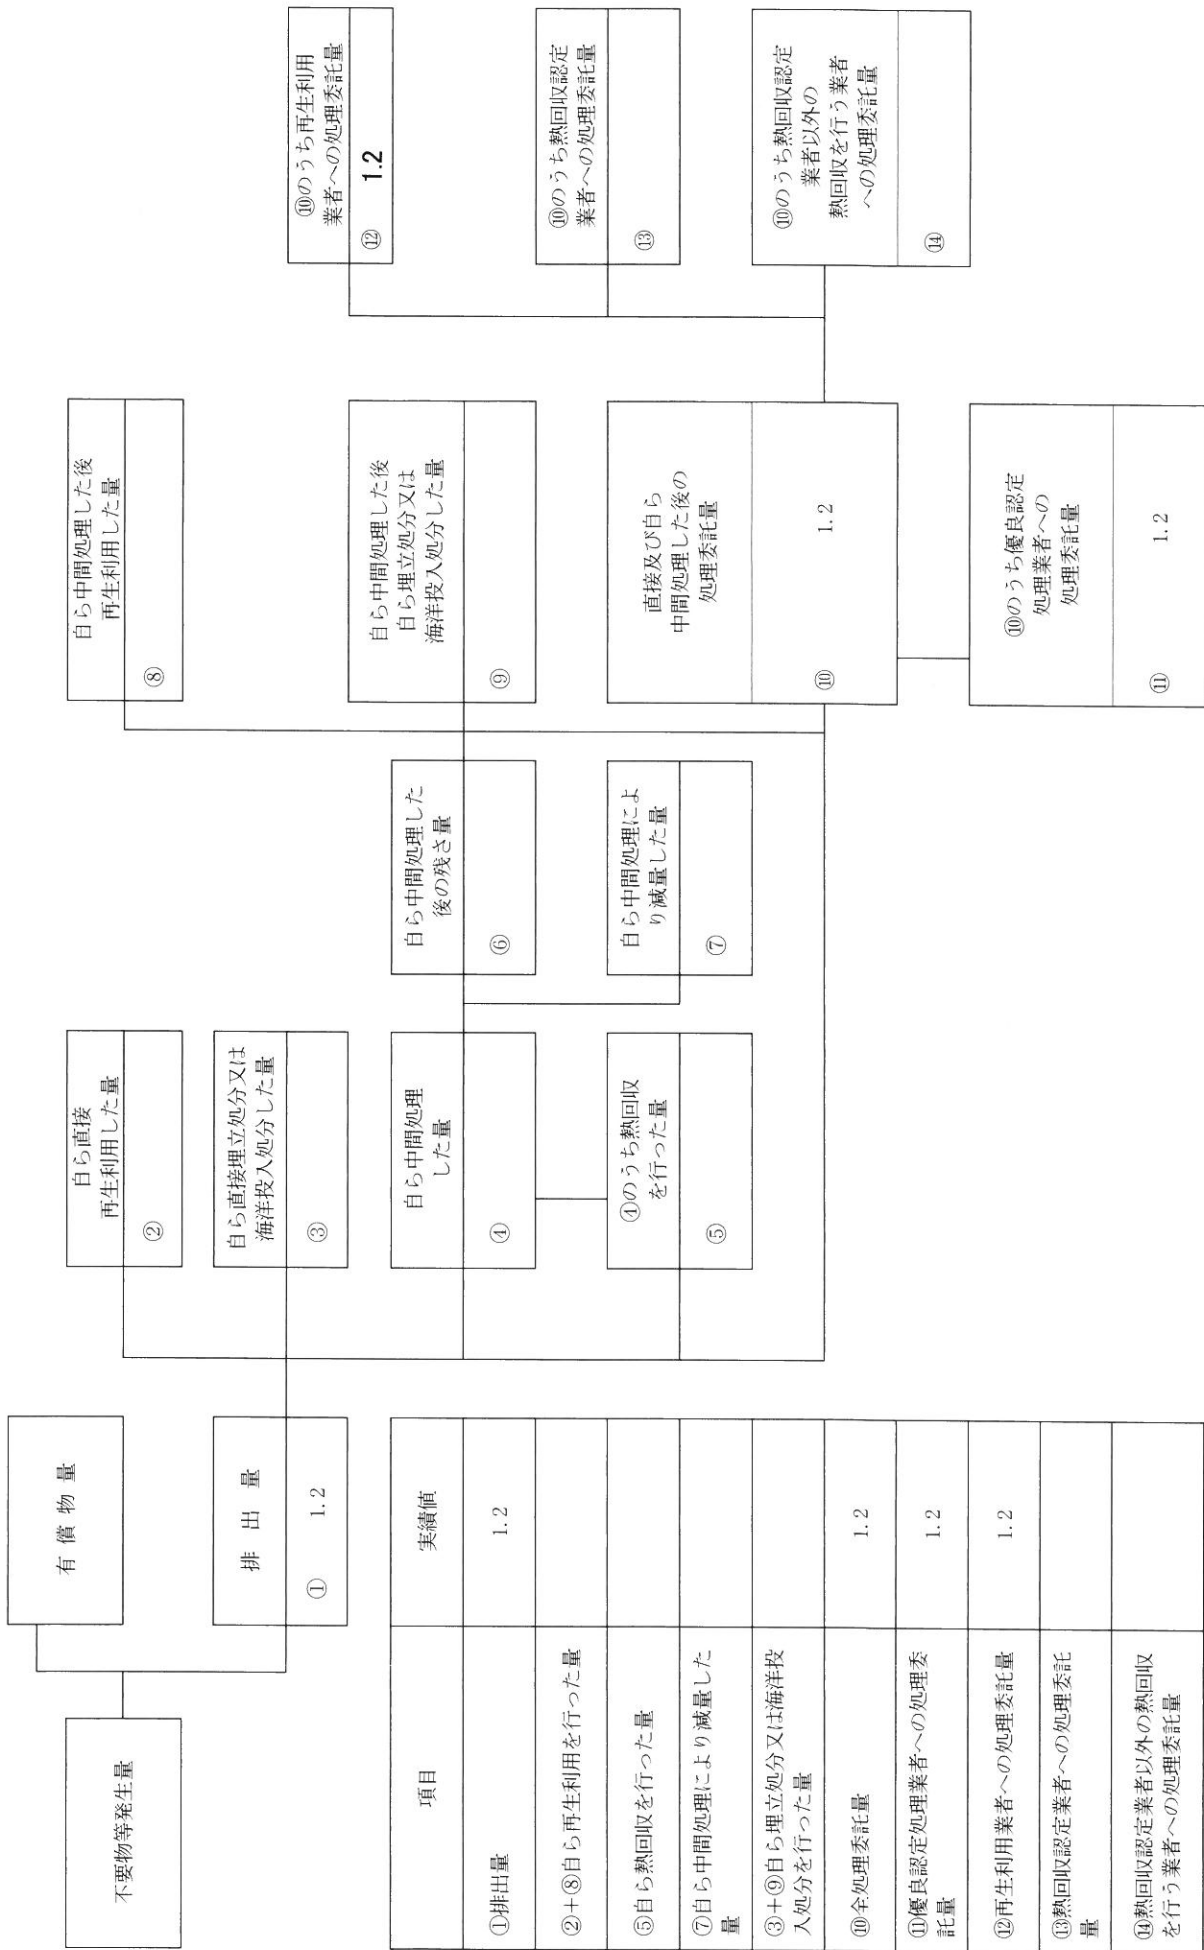 不要物等発生量
有 償 物 量
排 出 量
① 1.2
自ら直接
再生利用した量
②
自ら直接埋立処分又は
海洋投入処分した量
③
自ら中間処理
した量
④
④のうち熱回収
を行った量
⑤
自ら中間処理した
後の残さ量
⑥
自ら中間処理によ
り減量した量
⑦
自ら中間処理した後
再生利用した量
⑧
自ら中間処理した後
自ら埋立処分又は
海洋投入処分した量
⑨
直接及び自ら
中間処理した後の
処理委託量
⑩ 1.2
⑩のうち優良認定
処理業者への
処理委託量
⑪ 1.2
⑩のうち再生利用
業者への処理委託量
⑫ 1.2
⑩のうち熱回収認定
業者への処理委託量
⑬
⑩のうち熱回収認定
業者以外の
熱回収を行う業者
への処理委託量
⑭
項目 実績値
①排出量 1.2
②+⑧自ら再生利用を行った量
⑤自ら熱回収を行った量
⑦自ら中間処理により減量した
量
③+⑨自ら埋立処分又は海洋投
入処分を行った量
⑩全処理委託量 1.2
⑪優良認定処理業者への処理委
託量 1.2
⑫再生利用業者への処理委託量 1.2
⑬熱回収認定業者への処理委託
量
⑭熱回収認定業者以外の熱回収
を行う業者への処理委託量